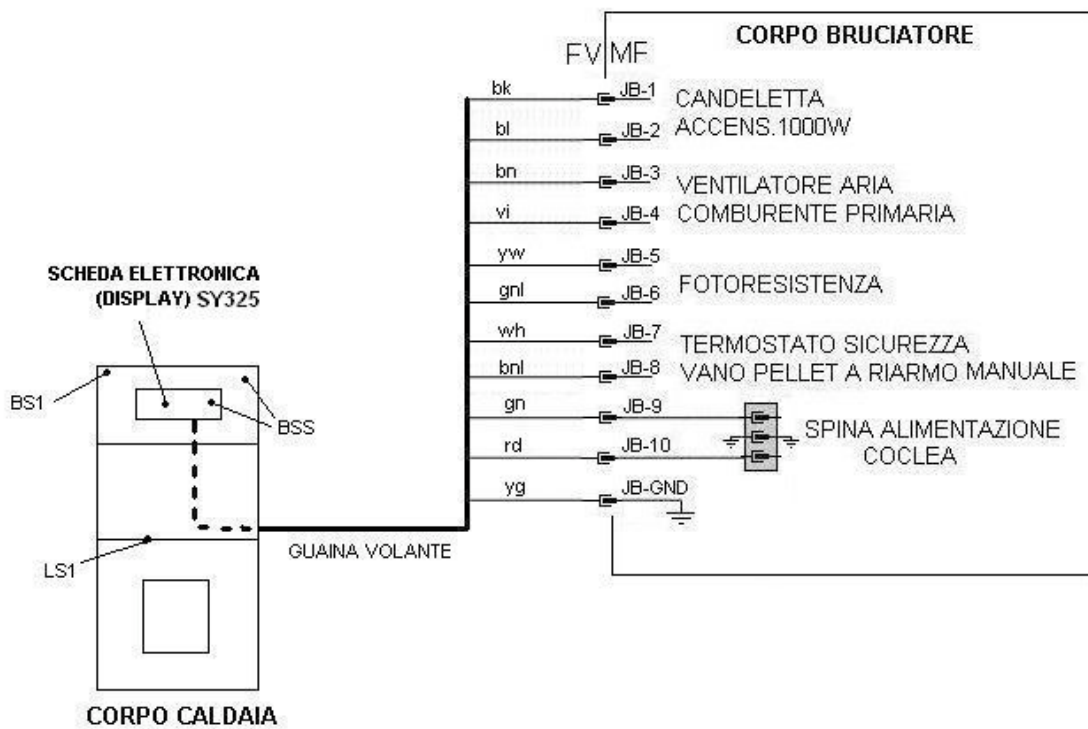 CORPO BRUCIATORE
FV MF
bk JB-1 CANDELETTA
bl JB-2 ACCENS.1000W
bn JB-3 VENTILATORE ARIA
vi JB-4 COMBURENTE PRIMARIA
yw JB-5
gnl JB-6 FOTORESISTENZA
wh JB-7 TERMOSTATO SICUREZZA
bnl JB-8 VANO PELLET A RIARMO MANUALE
gn JB-9 SPINA ALIMENTAZIONE
rd JB-10 COCLEA
yg JB-GND
SCHEDA ELETTRONICA
(DISPLAY) SY325
BS1
BSS
LS1
GUAINA VOLANTE
CORPO CALDAIA